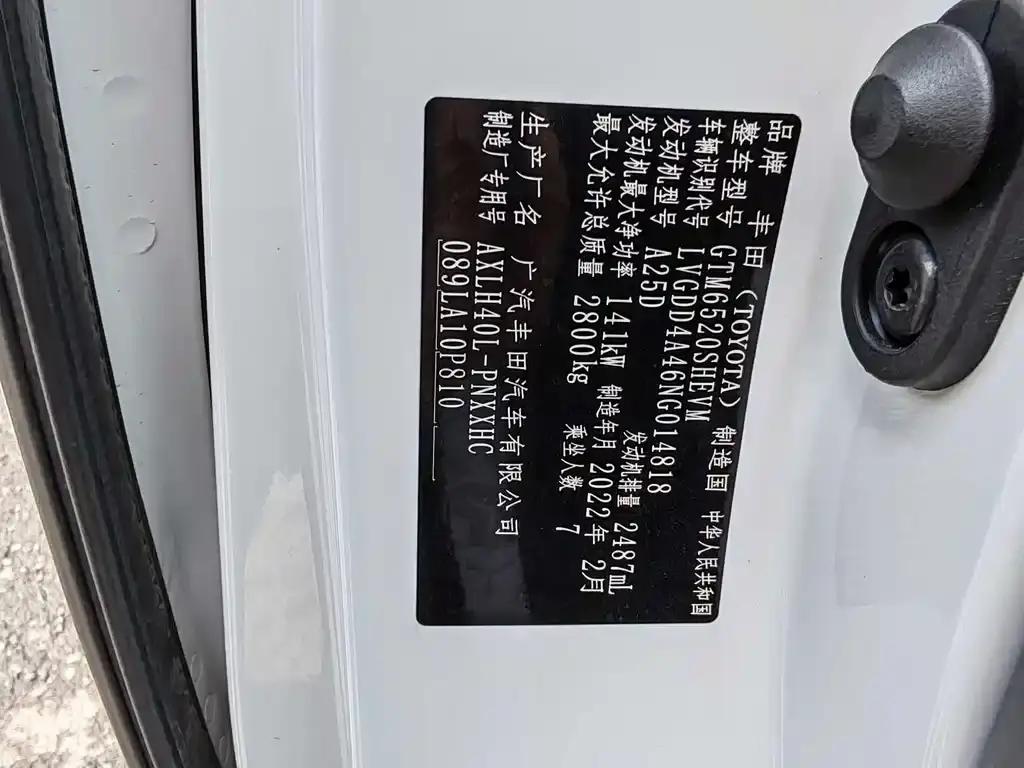 品牌 丰田 (TOYOTA) 制造国 中华人民共和国
整车型号 GTM6520SHEVM
车辆识别代号 LVGDD4A46NG014818
发动机型号 A25D 发动机排量 2487mL
发动机最大净功率 141kW 制造年月 2022年 2月
最大允许总质量 2800kg 乘坐人数 7
生产厂名 广汽丰田汽车有限公司
制造厂专用号 AXLH40L-PNXXHC
089LA10P810